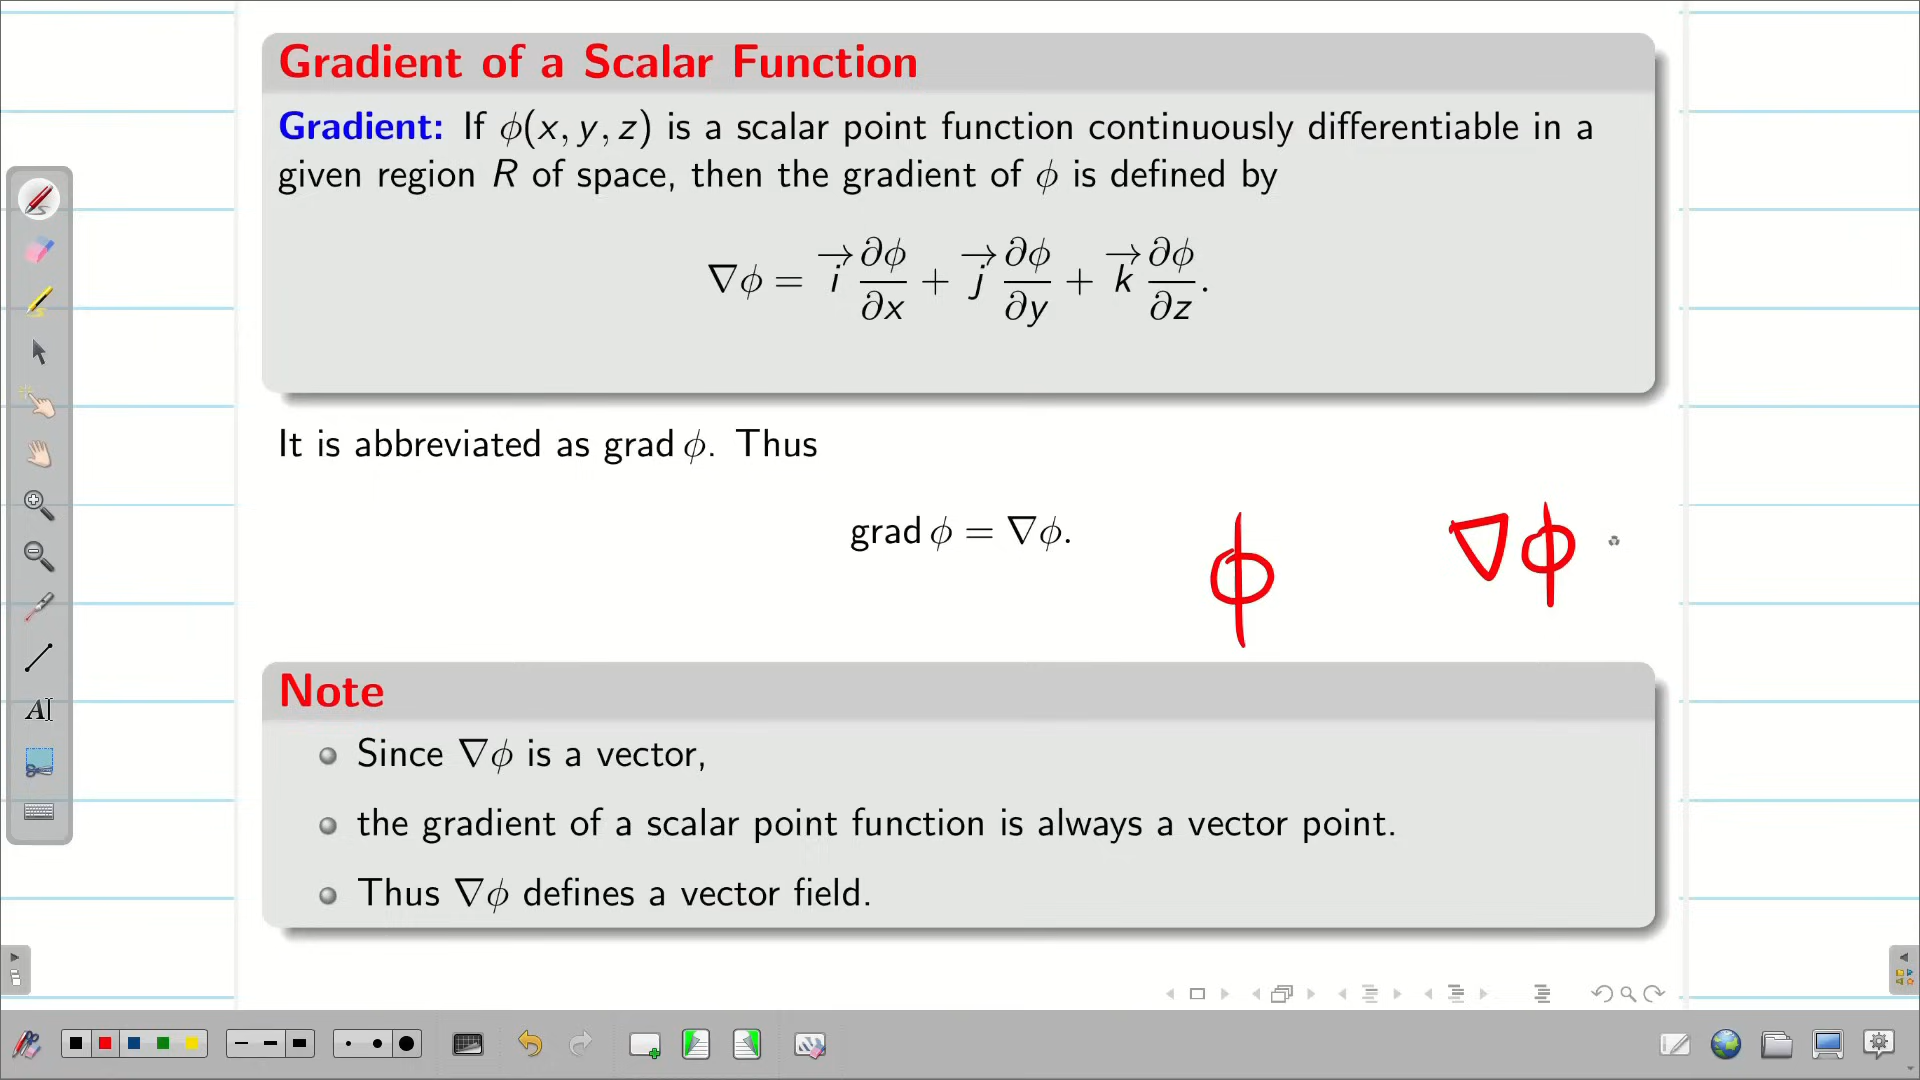 Gradient of a Scalar Function
Gradient: If ϕ(x, y, z) is a scalar point function continuously differentiable in a
given region R of space, then the gradient of ϕ is defined by
∇ϕ = i⃗ ∂ϕ/∂x + j⃗ ∂ϕ/∂y + k⃗ ∂ϕ/∂z.
It is abbreviated as grad ϕ. Thus
grad ϕ = ∇ϕ.
ϕ ∇ϕ
Note
Since ∇ϕ is a vector,
the gradient of a scalar point function is always a vector point.
Thus ∇ϕ defines a vector field.